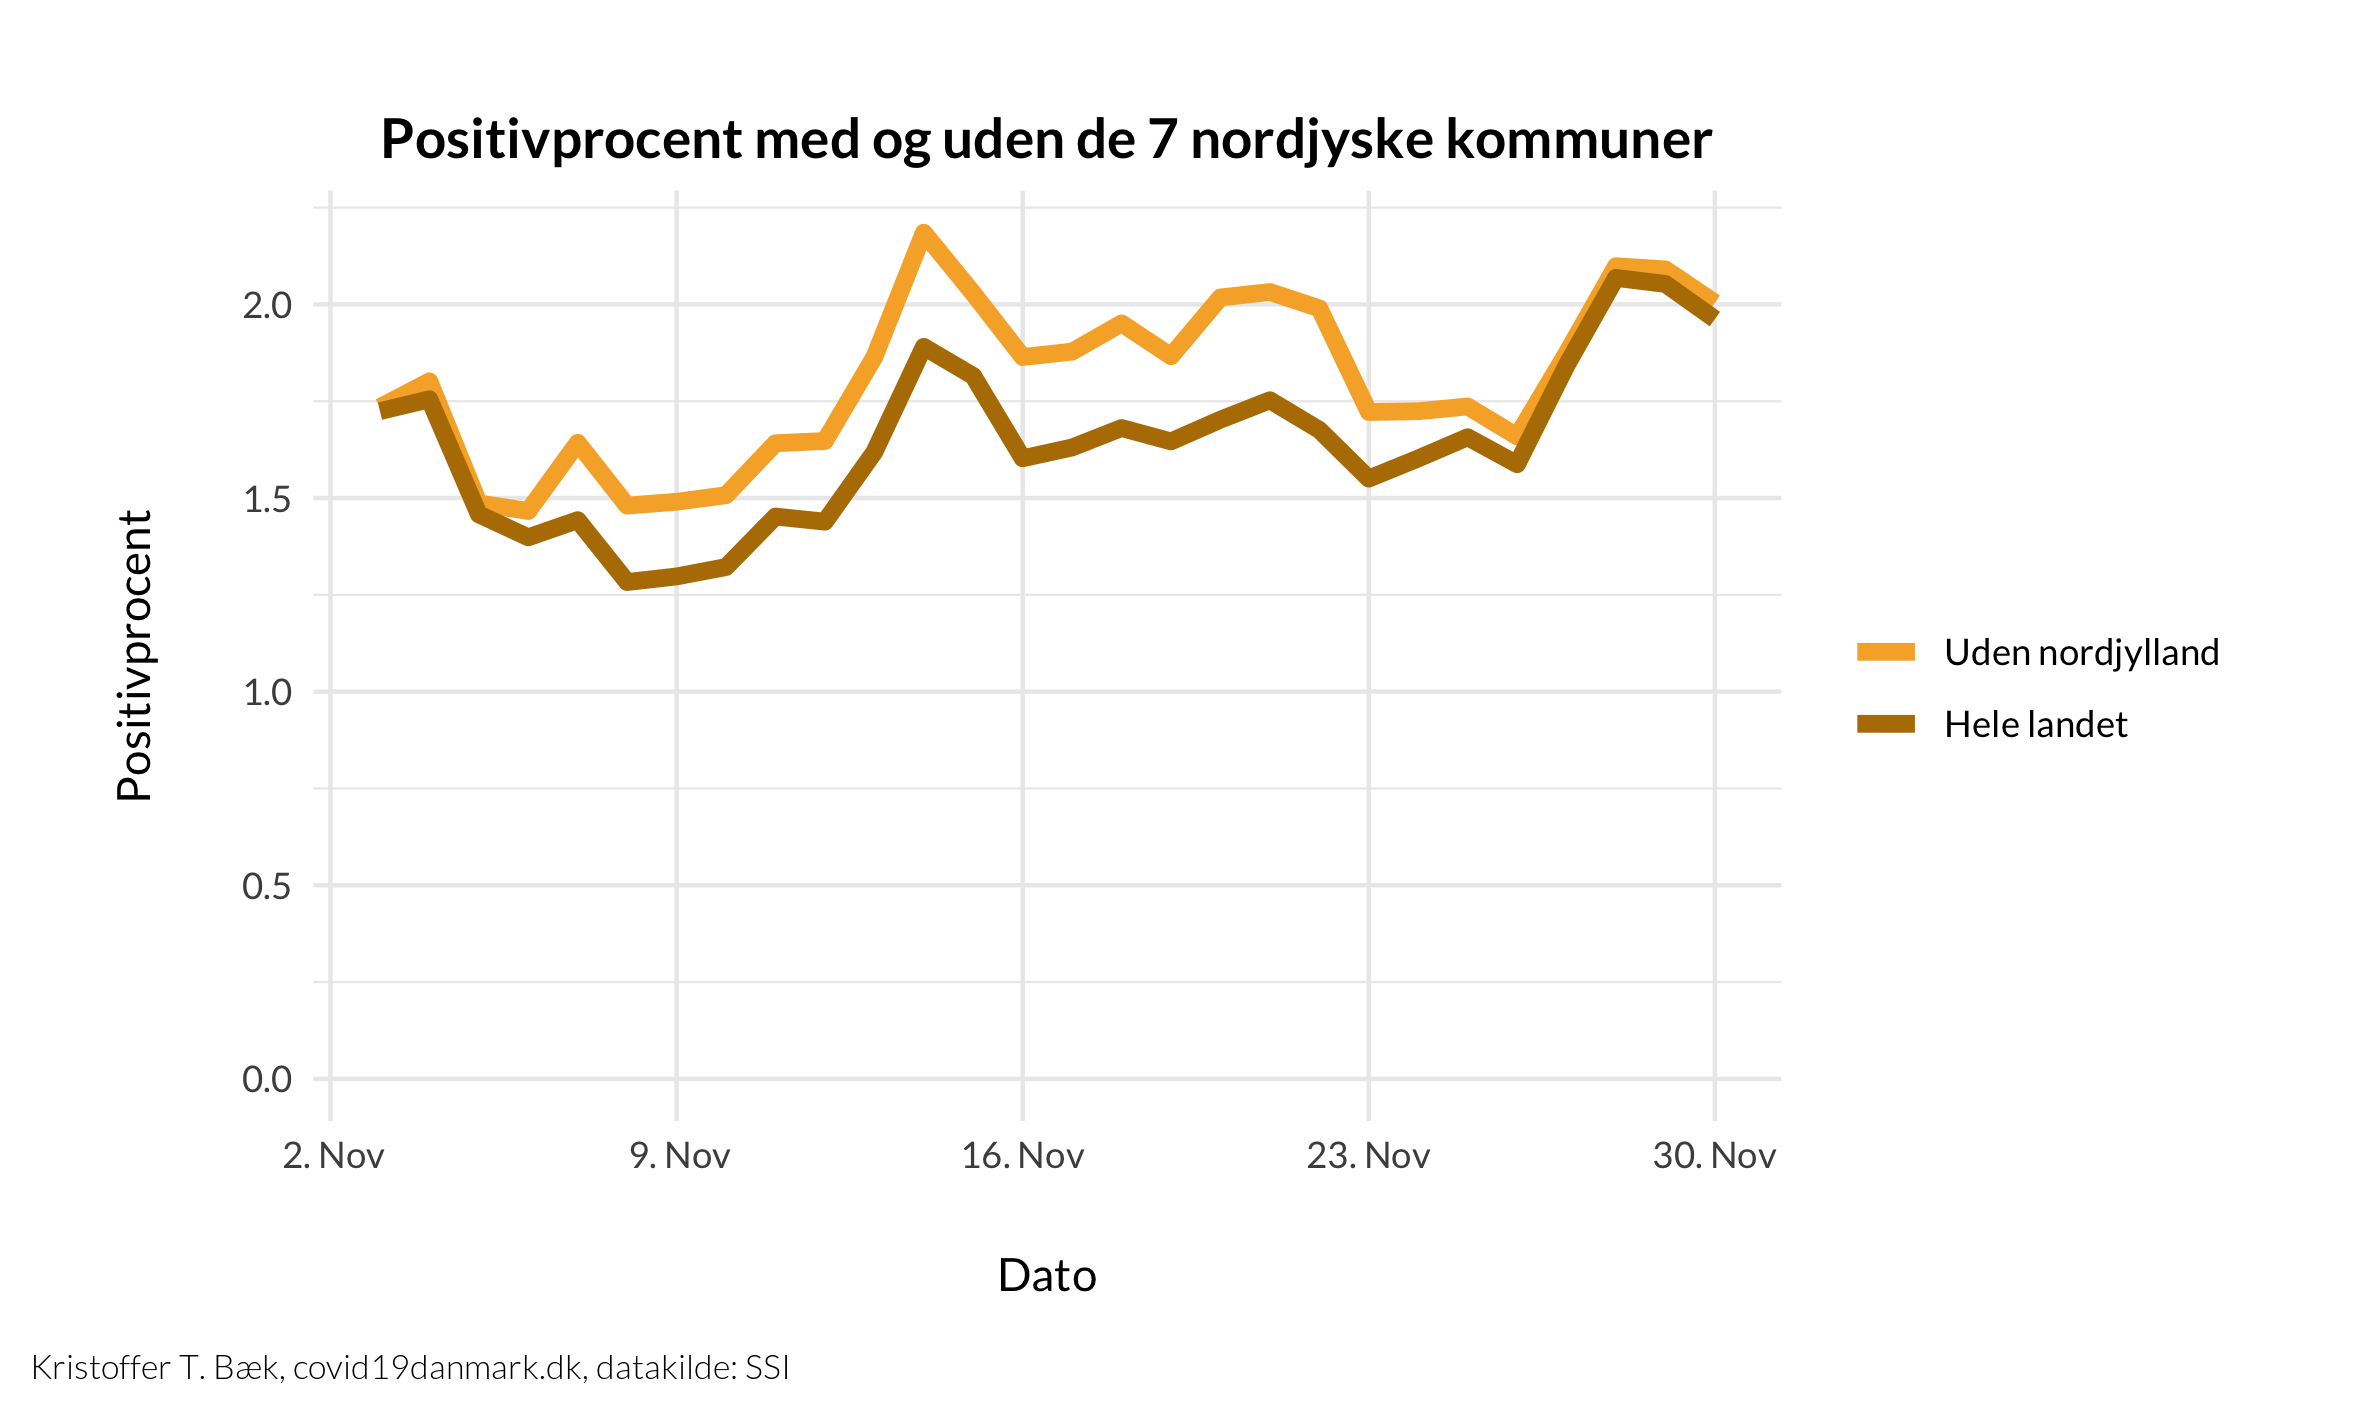 Positivprocent med og uden de 7 nordjyske kommuner
Positivprocent
2.0
1.5
1.0
0.5
0.0
2. Nov
9. Nov
16. Nov
23. Nov
30. Nov
Dato
Uden nordjylland
Hele landet
Kristoffer T. Bæk, covid19danmark.dk, datakilde: SSI